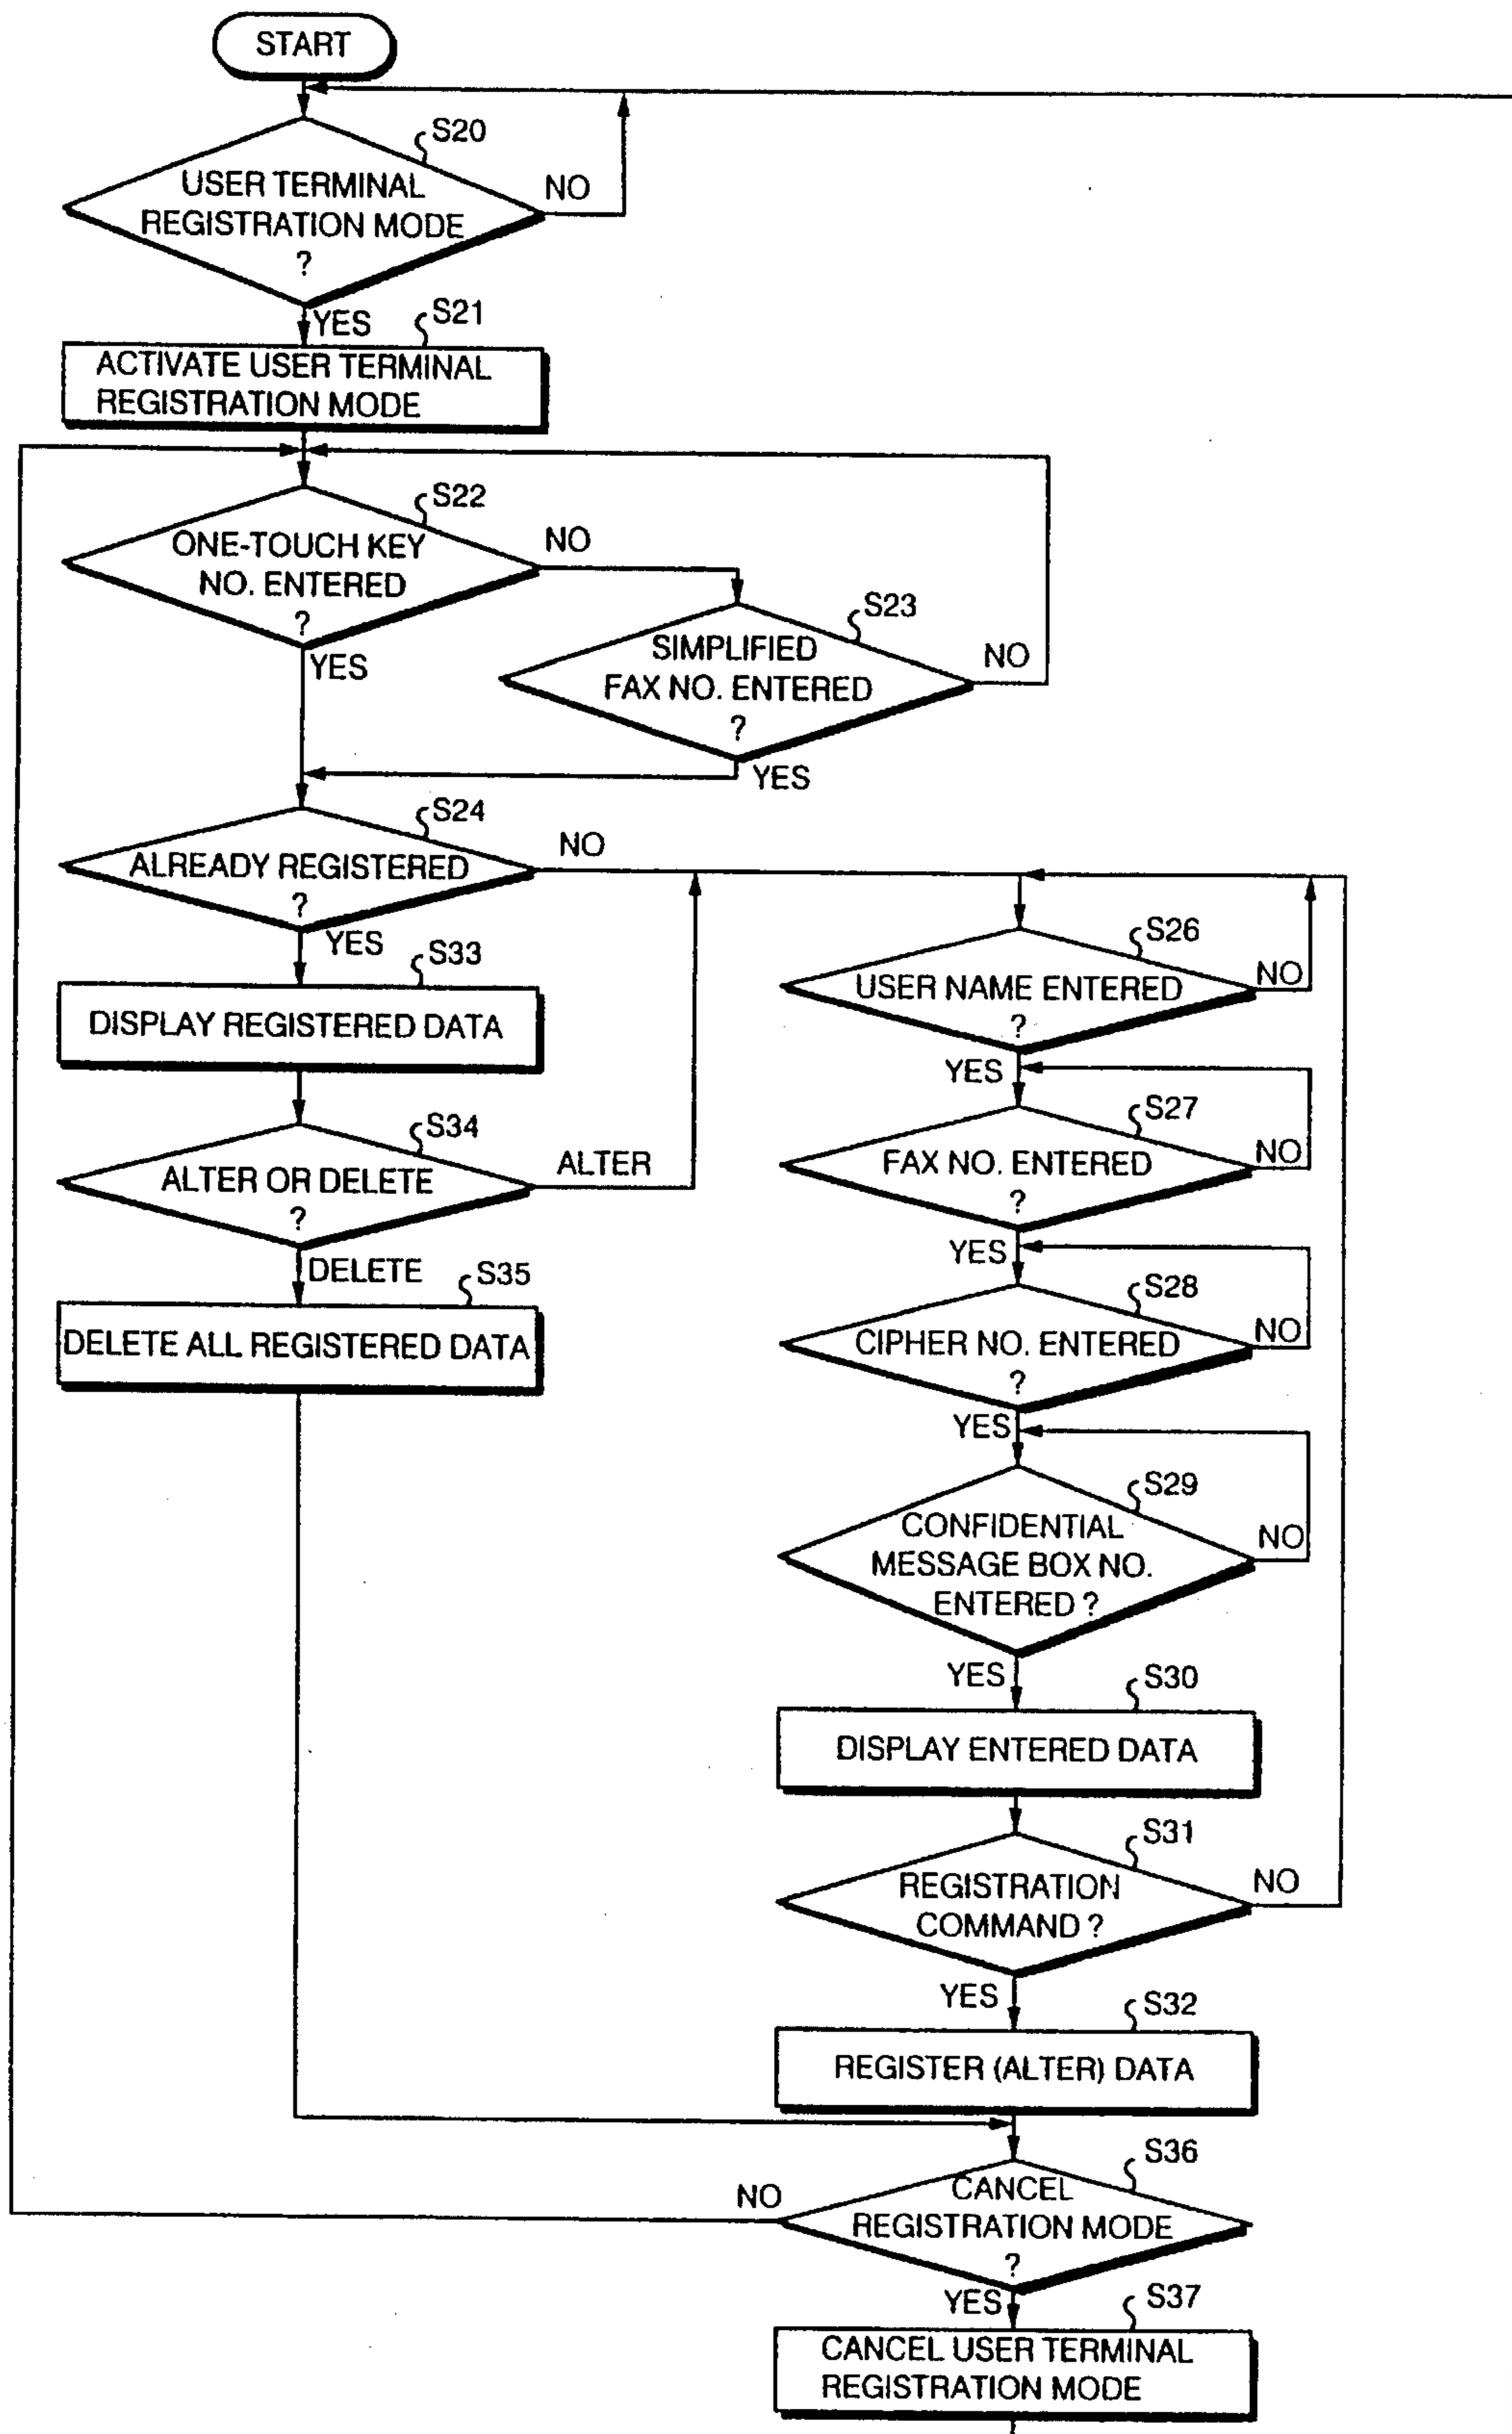 START
S20
USER TERMINAL
REGISTRATION MODE
?
NO
YES
S21
ACTIVATE USER TERMINAL
REGISTRATION MODE
S22
ONE-TOUCH KEY
NO. ENTERED
?
NO
YES
S23
SIMPLIFIED
FAX NO. ENTERED
?
NO
YES
S24
ALREADY REGISTERED
?
NO
YES
S33
DISPLAY REGISTERED DATA
S34
ALTER OR DELETE
?
ALTER
DELETE
S35
DELETE ALL REGISTERED DATA
S26
USER NAME ENTERED
?
NO
YES
S27
FAX NO. ENTERED
?
NO
YES
S28
CIPHER NO. ENTERED
?
NO
YES
S29
CONFIDENTIAL
MESSAGE BOX NO.
ENTERED ?
NO
YES
S30
DISPLAY ENTERED DATA
S31
REGISTRATION
COMMAND ?
NO
YES
S32
REGISTER (ALTER) DATA
S36
CANCEL
REGISTRATION MODE
?
NO
YES
S37
CANCEL USER TERMINAL
REGISTRATION MODE